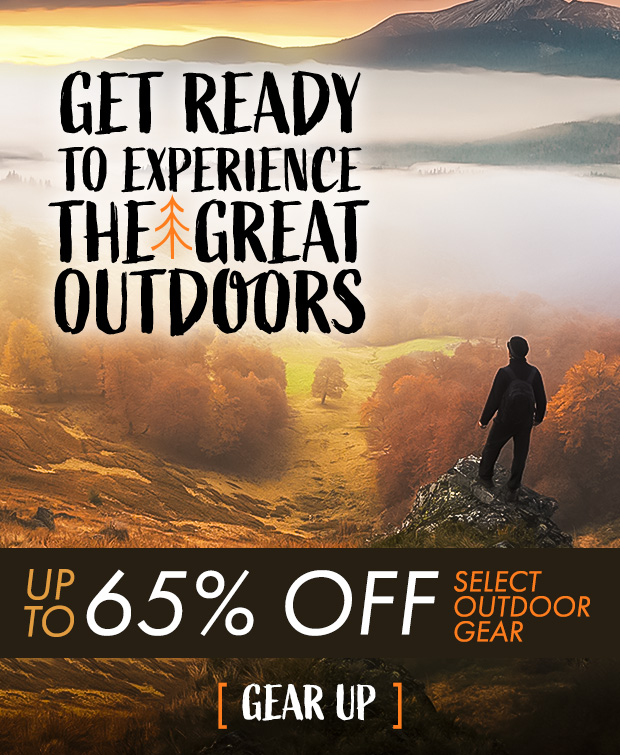 GET READY
TO EXPERIENCE
THE GREAT
OUTDOORS
UP TO 65% OFF SELECT OUTDOOR GEAR
[ GEAR UP ]